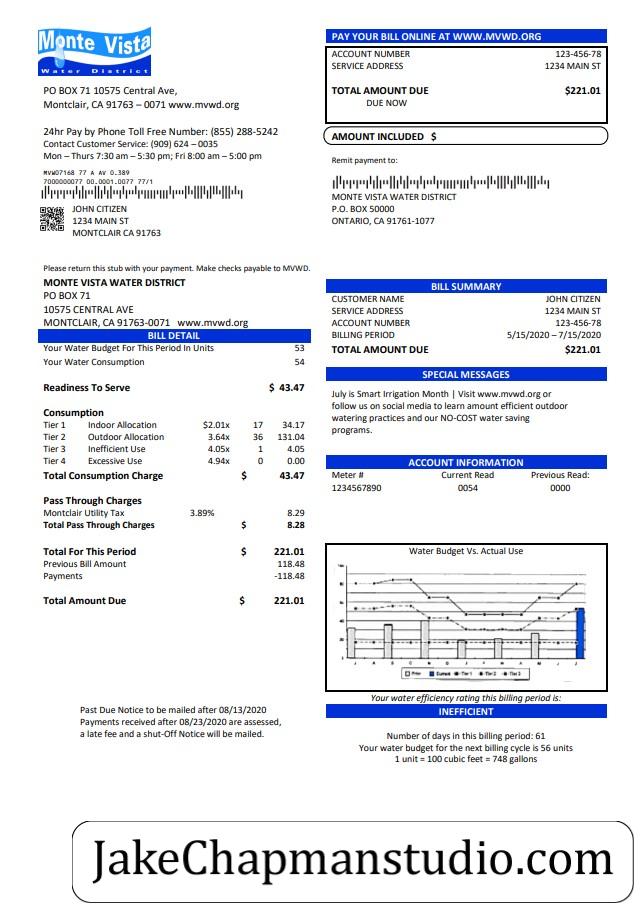 Monte Vista
Water District
PO BOX 71 10575 Central Ave,
Montclair, CA 91763 – 0071 www.mvwd.org
24hr Pay by Phone Toll Free Number: (855) 288-5242
Contact Customer Service: (909) 624 – 0035
Mon – Thurs 7:30 am – 5:30 pm; Fri 8:00 am – 5:00 pm
MVW07168 77 A AV 0.389
7000000077 00.0001.0077 77/1
JOHN CITIZEN
1234 MAIN ST
MONTCLAIR CA 91763
PAY YOUR BILL ONLINE AT WWW.MVWD.ORG
ACCOUNT NUMBER 123-456-78
SERVICE ADDRESS 1234 MAIN ST
TOTAL AMOUNT DUE $221.01
DUE NOW
AMOUNT INCLUDED $
Remit payment to:
MONTE VISTA WATER DISTRICT
P.O. BOX 50000
ONTARIO, CA 91761-1077
Please return this stub with your payment. Make checks payable to MVWD.
MONTE VISTA WATER DISTRICT
PO BOX 71
10575 CENTRAL AVE
MONTCLAIR, CA 91763-0071 www.mvwd.org
BILL DETAIL
Your Water Budget For This Period In Units 53
Your Water Consumption 54
Readiness To Serve $ 43.47
Consumption
Tier 1 Indoor Allocation $2.01x 17 34.17
Tier 2 Outdoor Allocation 3.64x 36 131.04
Tier 3 Inefficient Use 4.05x 1 4.05
Tier 4 Excessive Use 4.94x 0 0.00
Total Consumption Charge $ 43.47
Pass Through Charges
Montclair Utility Tax 3.89% 8.29
Total Pass Through Charges $ 8.28
Total For This Period $ 221.01
Previous Bill Amount 118.48
Payments -118.48
Total Amount Due $ 221.01
Past Due Notice to be mailed after 08/13/2020
Payments received after 08/23/2020 are assessed,
a late fee and a shut-Off Notice will be mailed.
BILL SUMMARY
CUSTOMER NAME JOHN CITIZEN
SERVICE ADDRESS 1234 MAIN ST
ACCOUNT NUMBER 123-456-78
BILLING PERIOD 5/15/2020 – 7/15/2020
TOTAL AMOUNT DUE $221.01
SPECIAL MESSAGES
July is Smart Irrigation Month | Visit www.mvwd.org or
follow us on social media to learn amount efficient outdoor
watering practices and our NO-COST water saving
programs.
ACCOUNT INFORMATION
Meter # Current Read Previous Read:
1234567890 0054 0000
Water Budget Vs. Actual Use
100
80
60
40
20
0
J A S O N D J F M A M J J
Prior Current Tier 1 Tier 2 Tier 3
Your water efficiency rating this billing period is:
INEFFICIENT
Number of days in this billing period: 61
Your water budget for the next billing cycle is 56 units
1 unit = 100 cubic feet = 748 gallons
JakeChapmanstudio.com